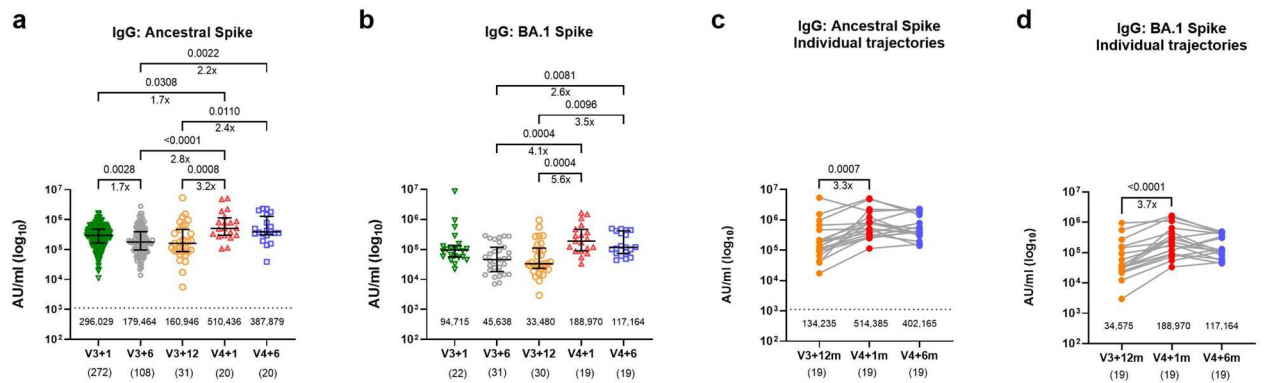 a
IgG: Ancestral Spike
0.0022
2.2x
0.0308
1.7x
0.0110
2.4x
<0.0001
2.8x
0.0028
1.7x
0.0008
3.2x
AU/ml (log10)
10^7
10^6
10^5
10^4
10^3
10^2
296,029 179,464 160,946 510,436 387,879
V3+1 V3+6 V3+12 V4+1 V4+6
(272) (108) (31) (20) (20)
b
IgG: BA.1 Spike
0.0081
2.6x
0.0096
3.5x
0.0004
4.1x
0.0004
5.6x
AU/ml (log10)
10^7
10^6
10^5
10^4
10^3
10^2
94,715 45,638 33,480 188,970 117,164
V3+1 V3+6 V3+12 V4+1 V4+6
(22) (31) (30) (19) (19)
c
IgG: Ancestral Spike
Individual trajectories
0.0007
3.3x
AU/ml (log10)
10^7
10^6
10^5
10^4
10^3
10^2
134,235 514,385 402,165
V3+12m V4+1m V4+6m
(19) (19) (19)
d
IgG: BA.1 Spike
Individual trajectories
<0.0001
3.7x
AU/ml (log10)
10^7
10^6
10^5
10^4
10^3
10^2
34,575 188,970 117,164
V3+12m V4+1m V4+6m
(19) (19) (19)